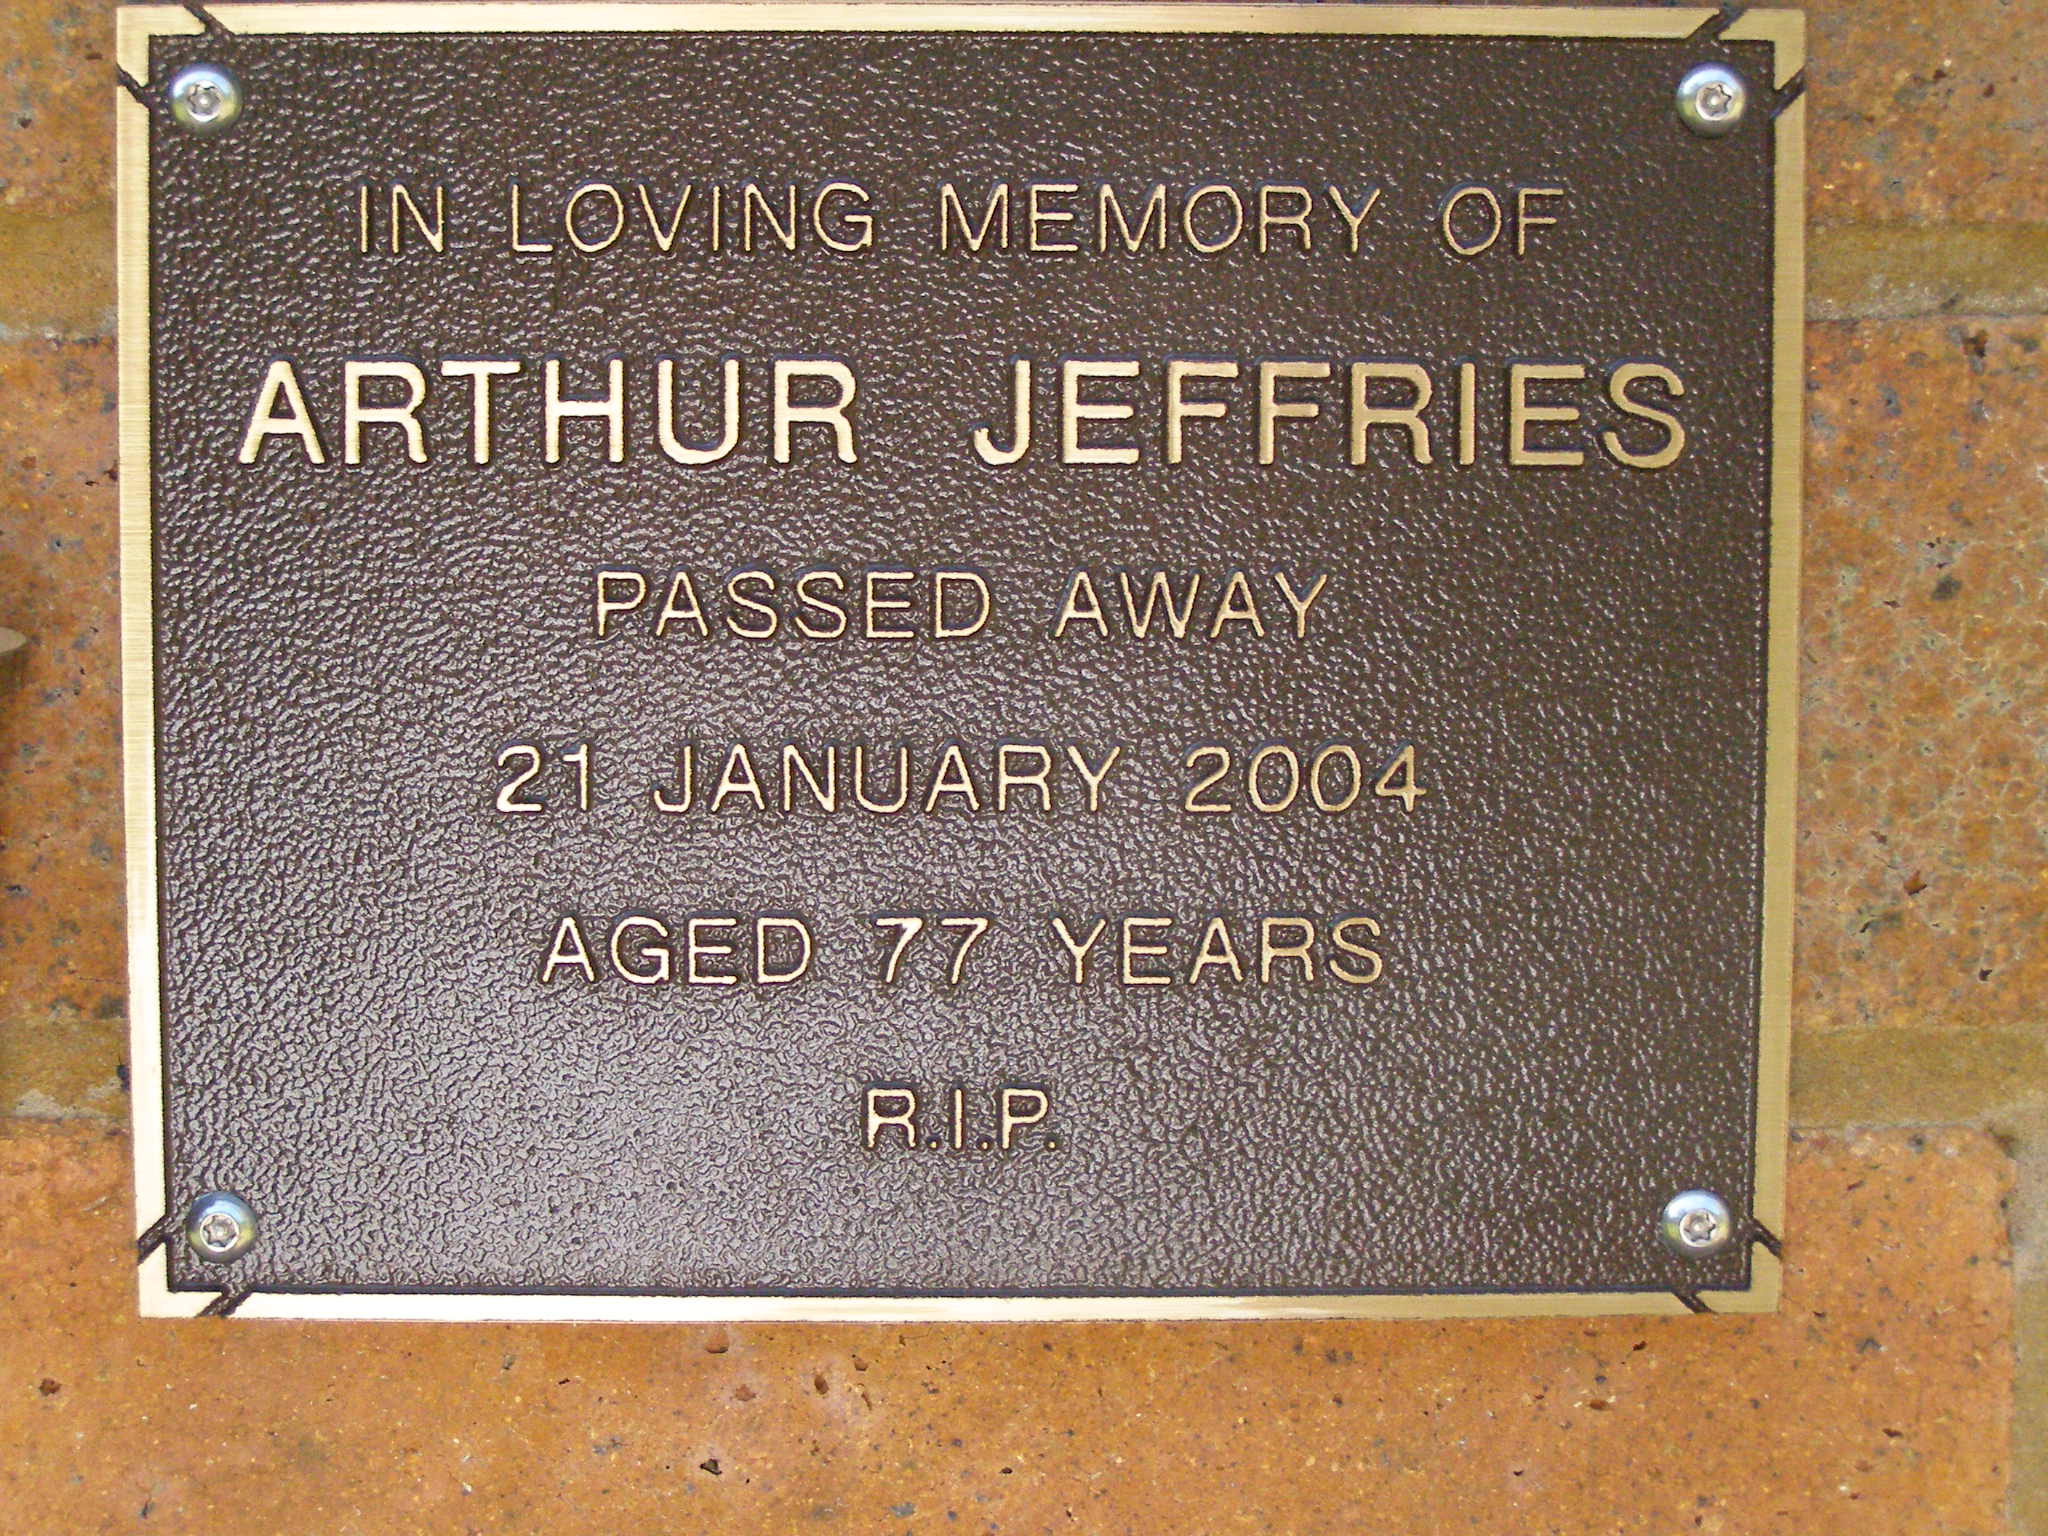 IN LOVING MEMORY OF
ARTHUR JEFFRIES
PASSED AWAY
21 JANUARY 2004
AGED 77 YEARS
R.I.P.